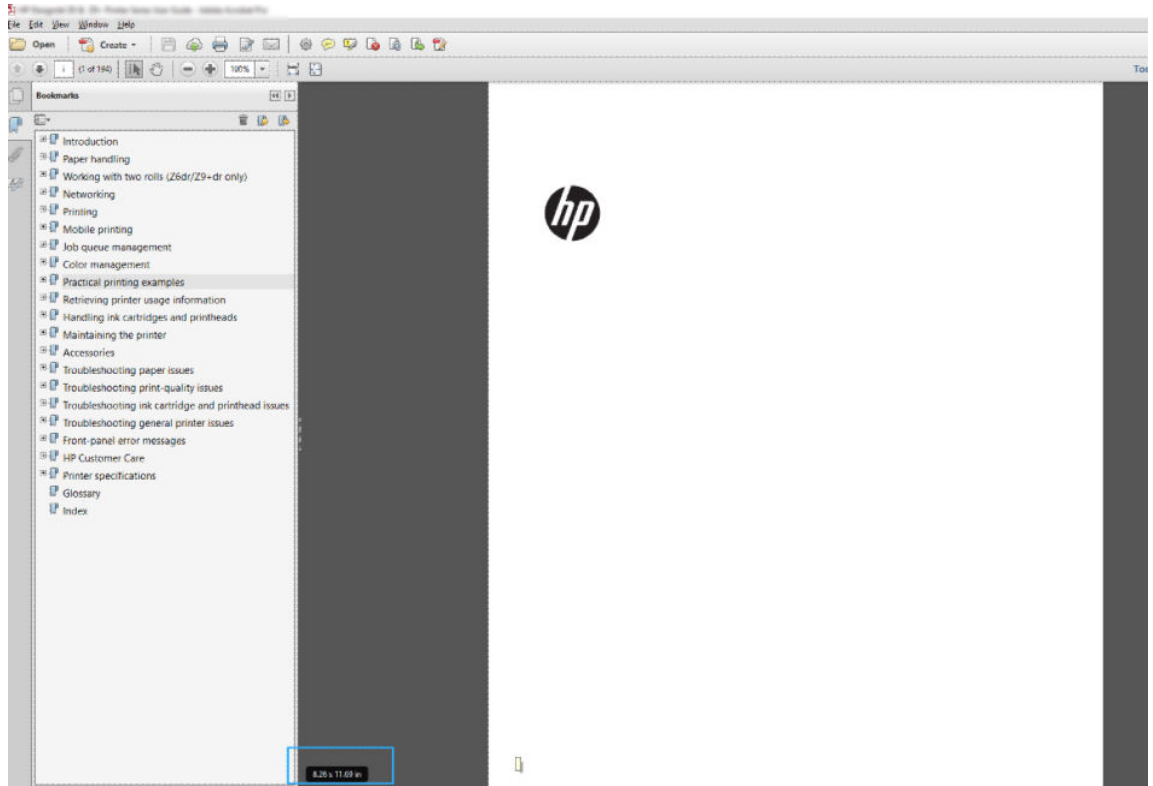 File Edit View Window Help
Open Create
1 (1 of 194) 100%
Bookmarks
Introduction
Paper handling
Working with two rolls (Z6dr/Z9+dr only)
Networking
Printing
Mobile printing
Job queue management
Color management
Practical printing examples
Retrieving printer usage information
Handling ink cartridges and printheads
Maintaining the printer
Accessories
Troubleshooting paper issues
Troubleshooting print-quality issues
Troubleshooting ink cartridge and printhead issues
Troubleshooting general printer issues
Front-panel error messages
HP Customer Care
Printer specifications
Glossary
Index
hp
8.26 x 11.69 in